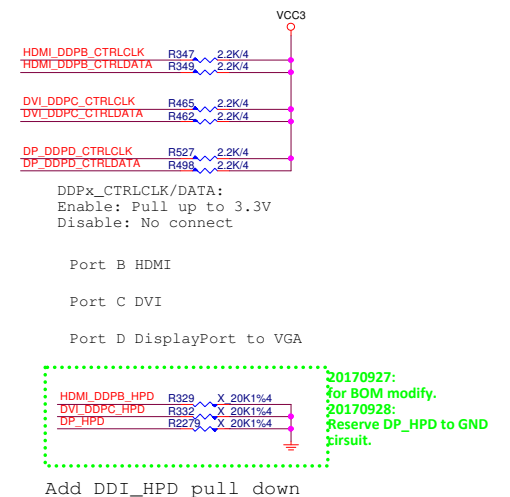 VCC3
HDMI_DDPB_CTRLCLK R347 2.2K/4
HDMI_DDPB_CTRLDATA R349 2.2K/4
DVI_DDPC_CTRLCLK R465 2.2K/4
DVI_DDPC_CTRLDATA R462 2.2K/4
DP_DDPD_CTRLCLK R527 2.2K/4
DP_DDPD_CTRLDATA R498 2.2K/4
DDPx_CTRLCLK/DATA:
Enable: Pull up to 3.3V
Disable: No connect
Port B HDMI
Port C DVI
Port D DisplayPort to VGA
20170927:
for BOM modify.
20170928:
Reserve DP_HPD to GND
cirsuit.
HDMI_DDPB_HPD R329 X_20K1%4
DVI_DDPC_HPD R332 X_20K1%4
DP_HPD R2279 X_20K1%4
Add DDI_HPD pull down